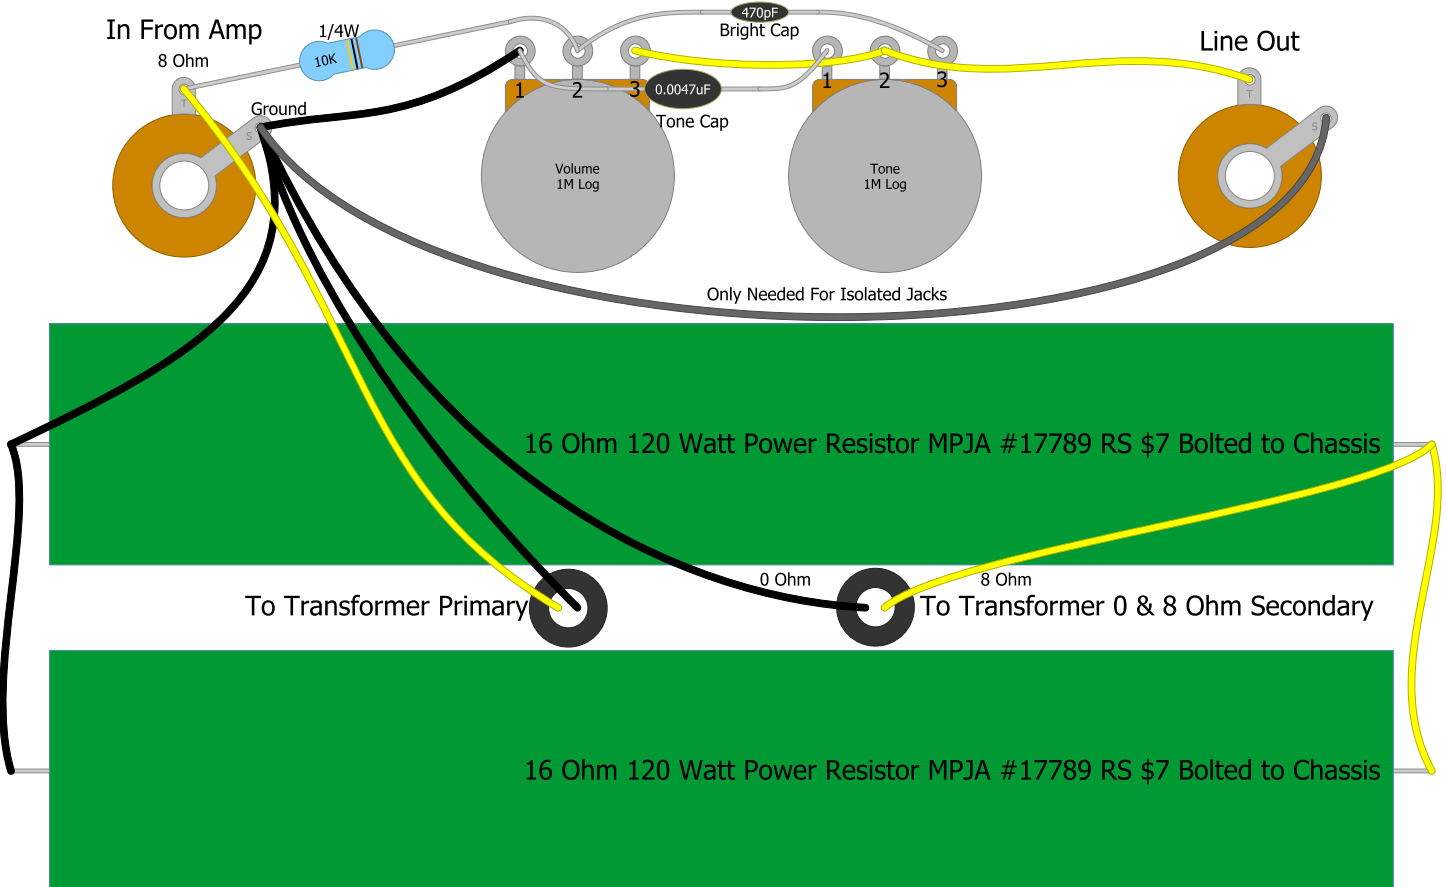 In From Amp
8 Ohm
1/4W
10K
470pF
Bright Cap
Line Out
T
Ground
S
1
2
3
0.0047uF
Tone Cap
1
2
3
T
S
Volume
1M Log
Tone
1M Log
Only Needed For Isolated Jacks
16 Ohm 120 Watt Power Resistor MPJA #17789 RS $7 Bolted to Chassis
0 Ohm
8 Ohm
To Transformer Primary
To Transformer 0 & 8 Ohm Secondary
16 Ohm 120 Watt Power Resistor MPJA #17789 RS $7 Bolted to Chassis